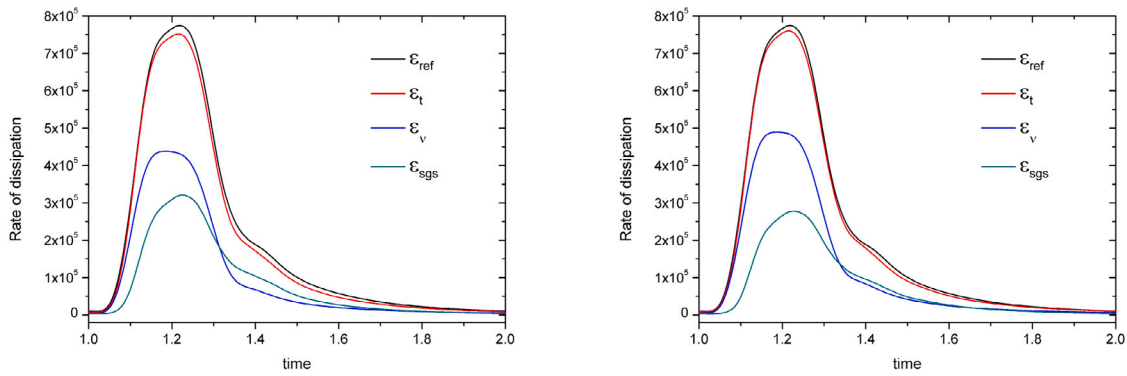 8x10⁵
7x10⁵
6x10⁵
5x10⁵
4x10⁵
3x10⁵
2x10⁵
1x10⁵
0
Rate of dissipation
1.0 1.2 1.4 1.6 1.8 2.0
time
ε_ref
ε_t
ε_ν
ε_sgs
8x10⁵
7x10⁵
6x10⁵
5x10⁵
4x10⁵
3x10⁵
2x10⁵
1x10⁵
0
Rate of dissipation
1.0 1.2 1.4 1.6 1.8 2.0
time
ε_ref
ε_t
ε_ν
ε_sgs